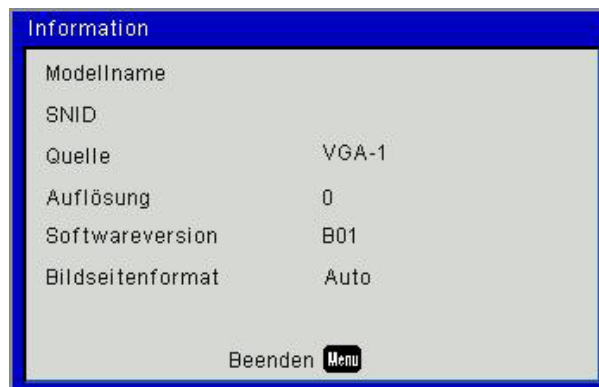 Information
Modellname
SNID
Quelle VGA-1
Auflösung 0
Softwareversion B01
Bildseitenformat Auto
Beenden Menu